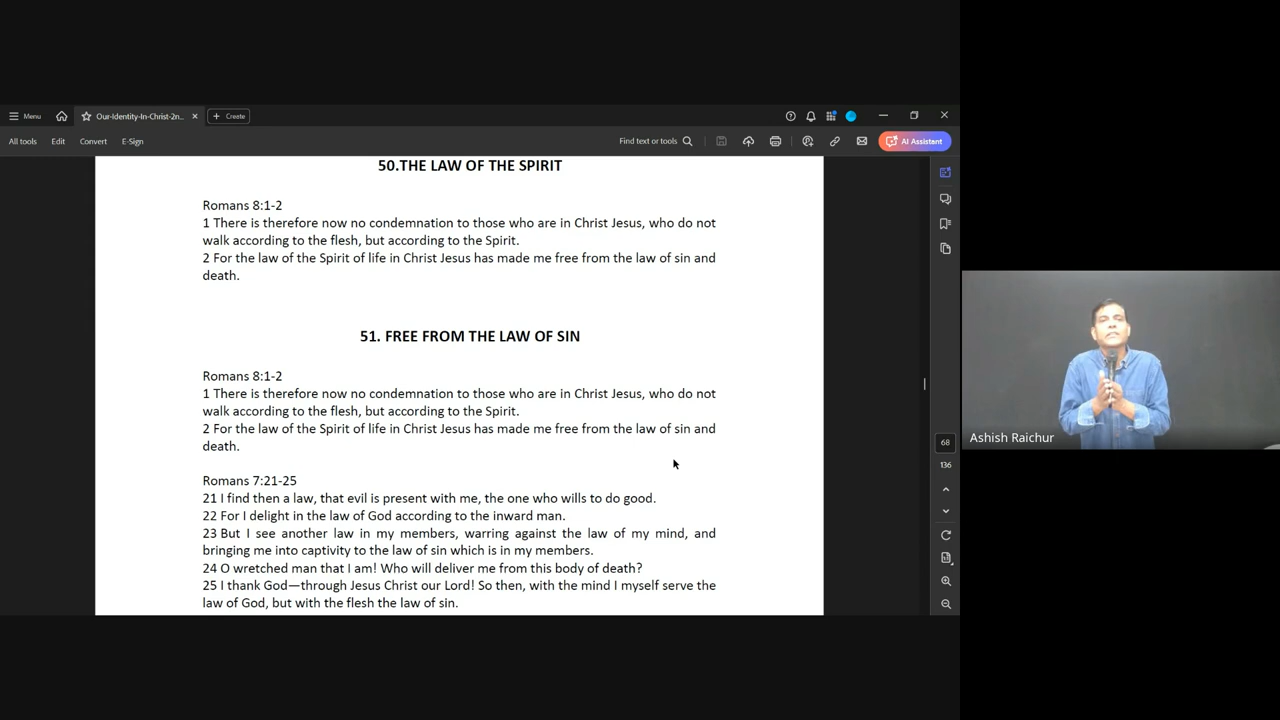 Menu
Our-Identity-In-Christ-2n...
Create
All tools
Edit
Convert
E-Sign
Find text or tools
AI Assistant
50.THE LAW OF THE SPIRIT
Romans 8:1-2
1 There is therefore now no condemnation to those who are in Christ Jesus, who do not
walk according to the flesh, but according to the Spirit.
2 For the law of the Spirit of life in Christ Jesus has made me free from the law of sin and
death.
51. FREE FROM THE LAW OF SIN
Romans 8:1-2
1 There is therefore now no condemnation to those who are in Christ Jesus, who do not
walk according to the flesh, but according to the Spirit.
2 For the law of the Spirit of life in Christ Jesus has made me free from the law of sin and
death.
Romans 7:21-25
21 I find then a law, that evil is present with me, the one who wills to do good.
22 For I delight in the law of God according to the inward man.
23 But I see another law in my members, warring against the law of my mind, and
bringing me into captivity to the law of sin which is in my members.
24 O wretched man that I am! Who will deliver me from this body of death?
25 I thank God—through Jesus Christ our Lord! So then, with the mind I myself serve the
law of God, but with the flesh the law of sin.
68
136
Ashish Raichur